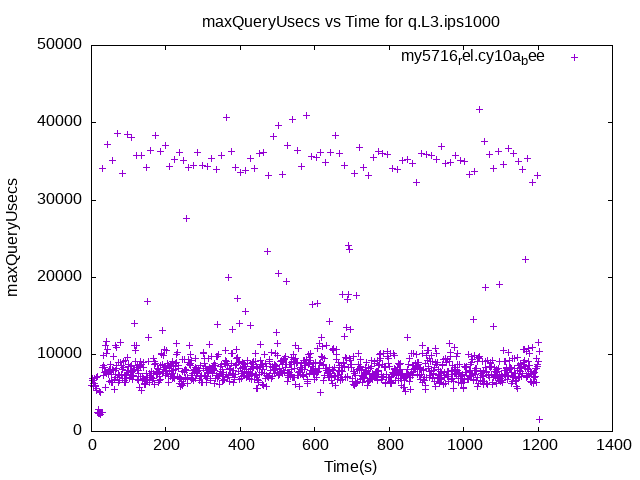 maxQueryUsecs vs Time for q.L3.ips1000
my5716rel.cy10abee
50000
40000
30000
20000
10000
0
maxQueryUsecs
0 200 400 600 800 1000 1200 1400
Time(s)